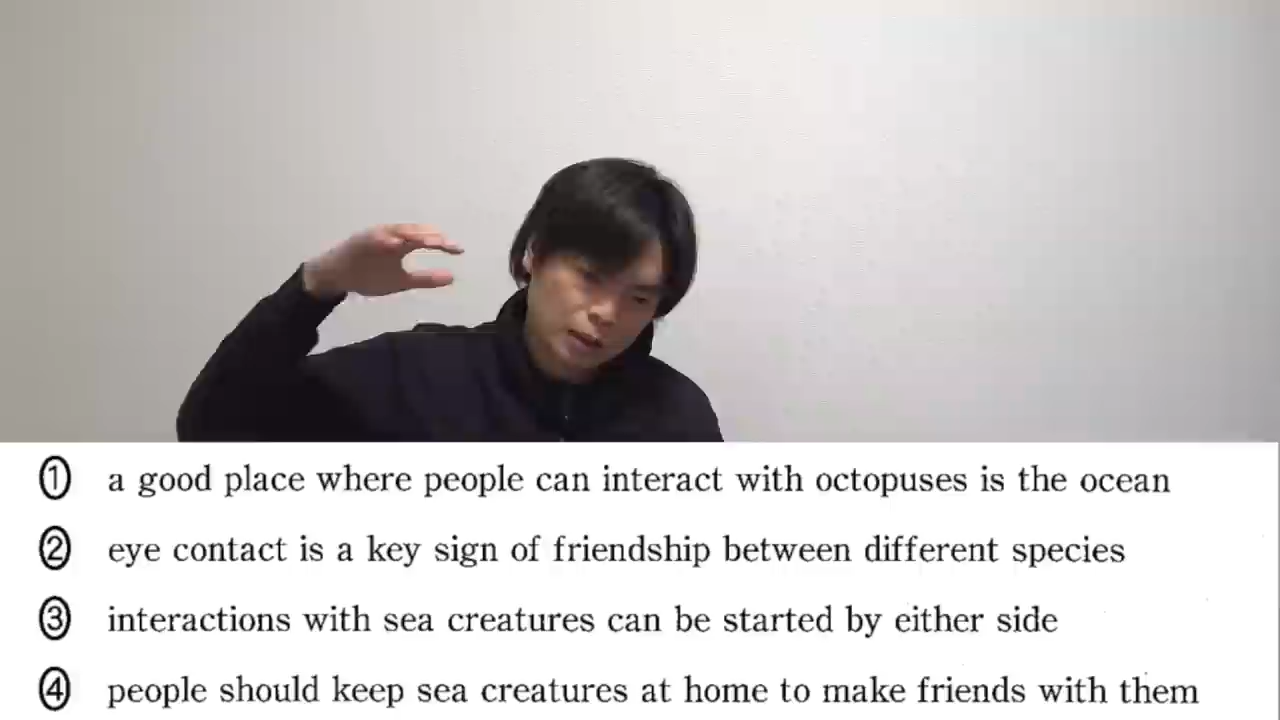 ① a good place where people can interact with octopuses is the ocean
② eye contact is a key sign of friendship between different species
③ interactions with sea creatures can be started by either side
④ people should keep sea creatures at home to make friends with them